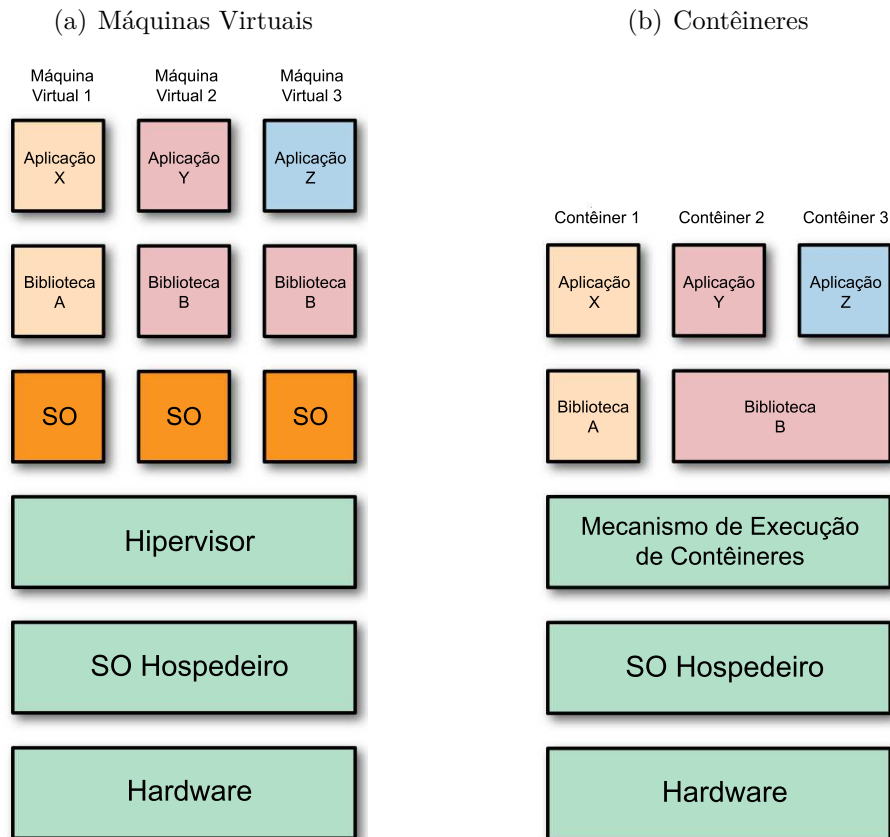 (a) Máquinas Virtuais
Máquina
Virtual 1
Máquina
Virtual 2
Máquina
Virtual 3
Aplicação
X
Aplicação
Y
Aplicação
Z
Biblioteca
A
Biblioteca
B
Biblioteca
B
SO
SO
SO
Hipervisor
SO Hospedeiro
Hardware
(b) Contêineres
Contêiner 1
Contêiner 2
Contêiner 3
Aplicação
X
Aplicação
Y
Aplicação
Z
Biblioteca
A
Biblioteca
B
Mecanismo de Execução
de Contêineres
SO Hospedeiro
Hardware